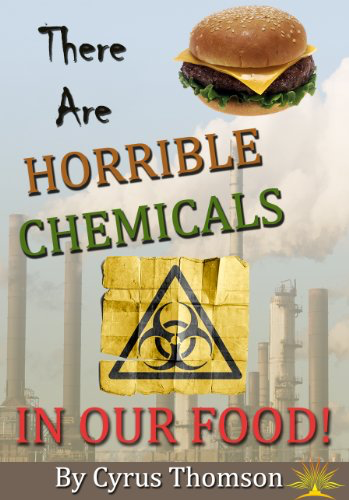 There
Are
HORRIBLE
CHEMICALS
IN OUR FOOD!
By Cyrus Thomson